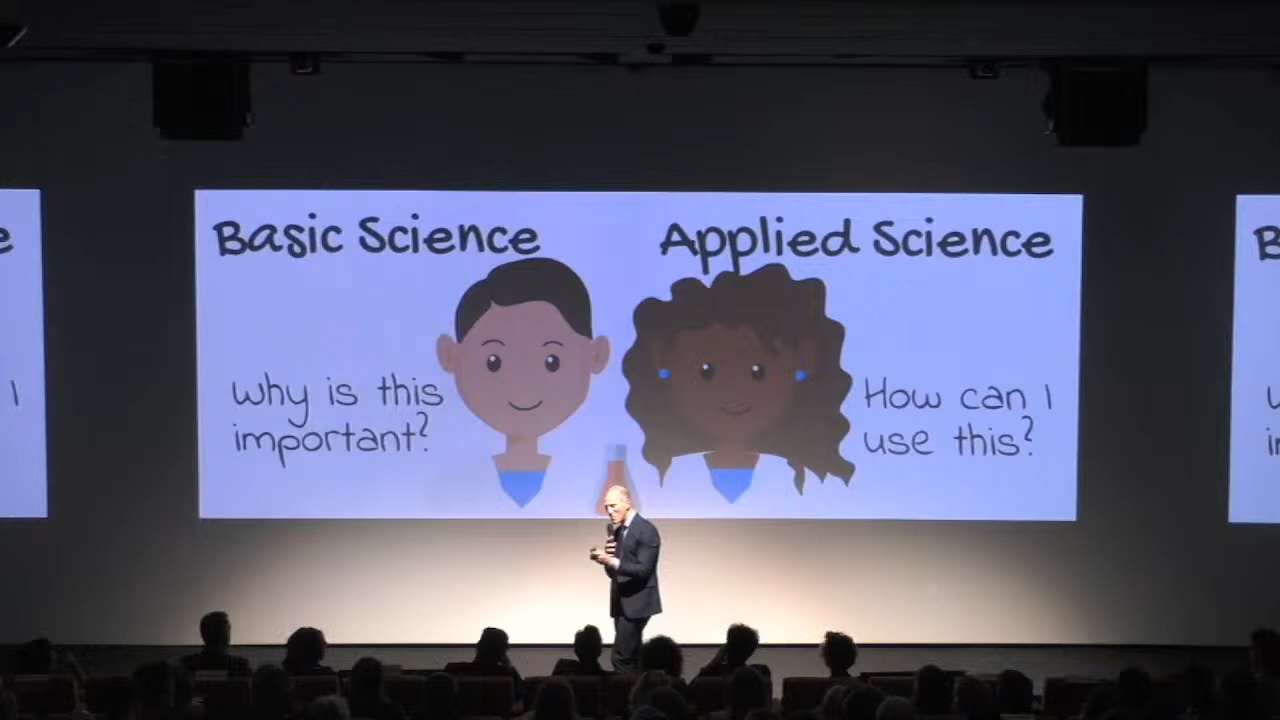 Basic Science
Applied Science
Why is this
important?
How can I
use this?